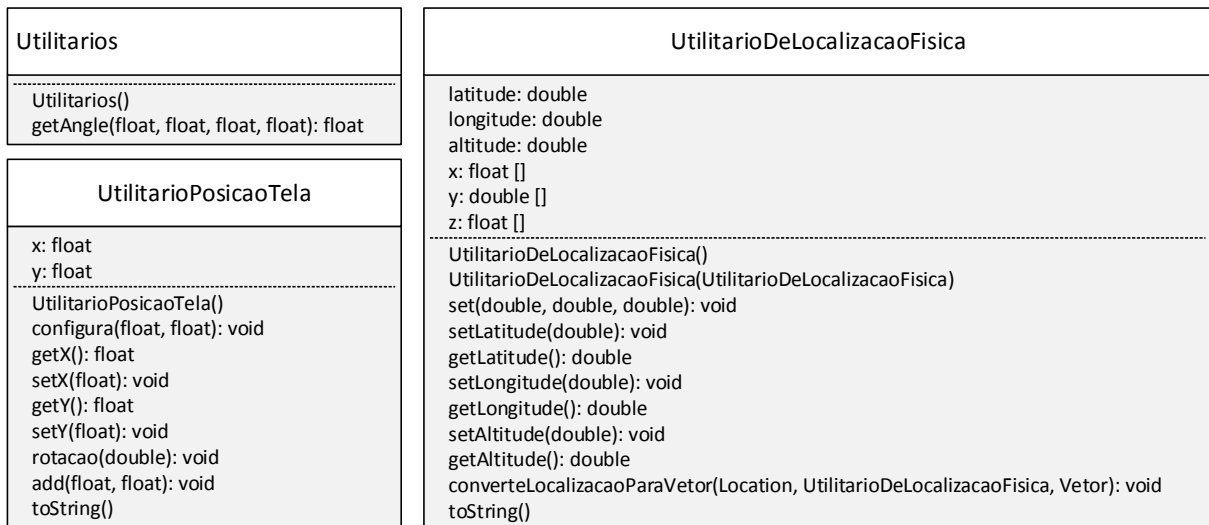 Utilitarios
Utilitarios()
getAngle(float, float, float, float): float
UtilitarioPosicaoTela
x: float
y: float
UtilitarioPosicaoTela()
configura(float, float): void
getX(): float
setX(float): void
getY(): float
setY(float): void
rotacao(double): void
add(float, float): void
toString()
UtilitarioDeLocalizacaoFisica
latitude: double
longitude: double
altitude: double
x: float []
y: double []
z: float []
UtilitarioDeLocalizacaoFisica()
UtilitarioDeLocalizacaoFisica(UtilitarioDeLocalizacaoFisica)
set(double, double, double): void
setLatitude(double): void
getLatitude(): double
setLongitude(double): void
getLongitude(): double
setAltitude(double): void
getAltitude(): double
converteLocalizacaoParaVetor(Location, UtilitarioDeLocalizacaoFisica, Vetor): void
toString()